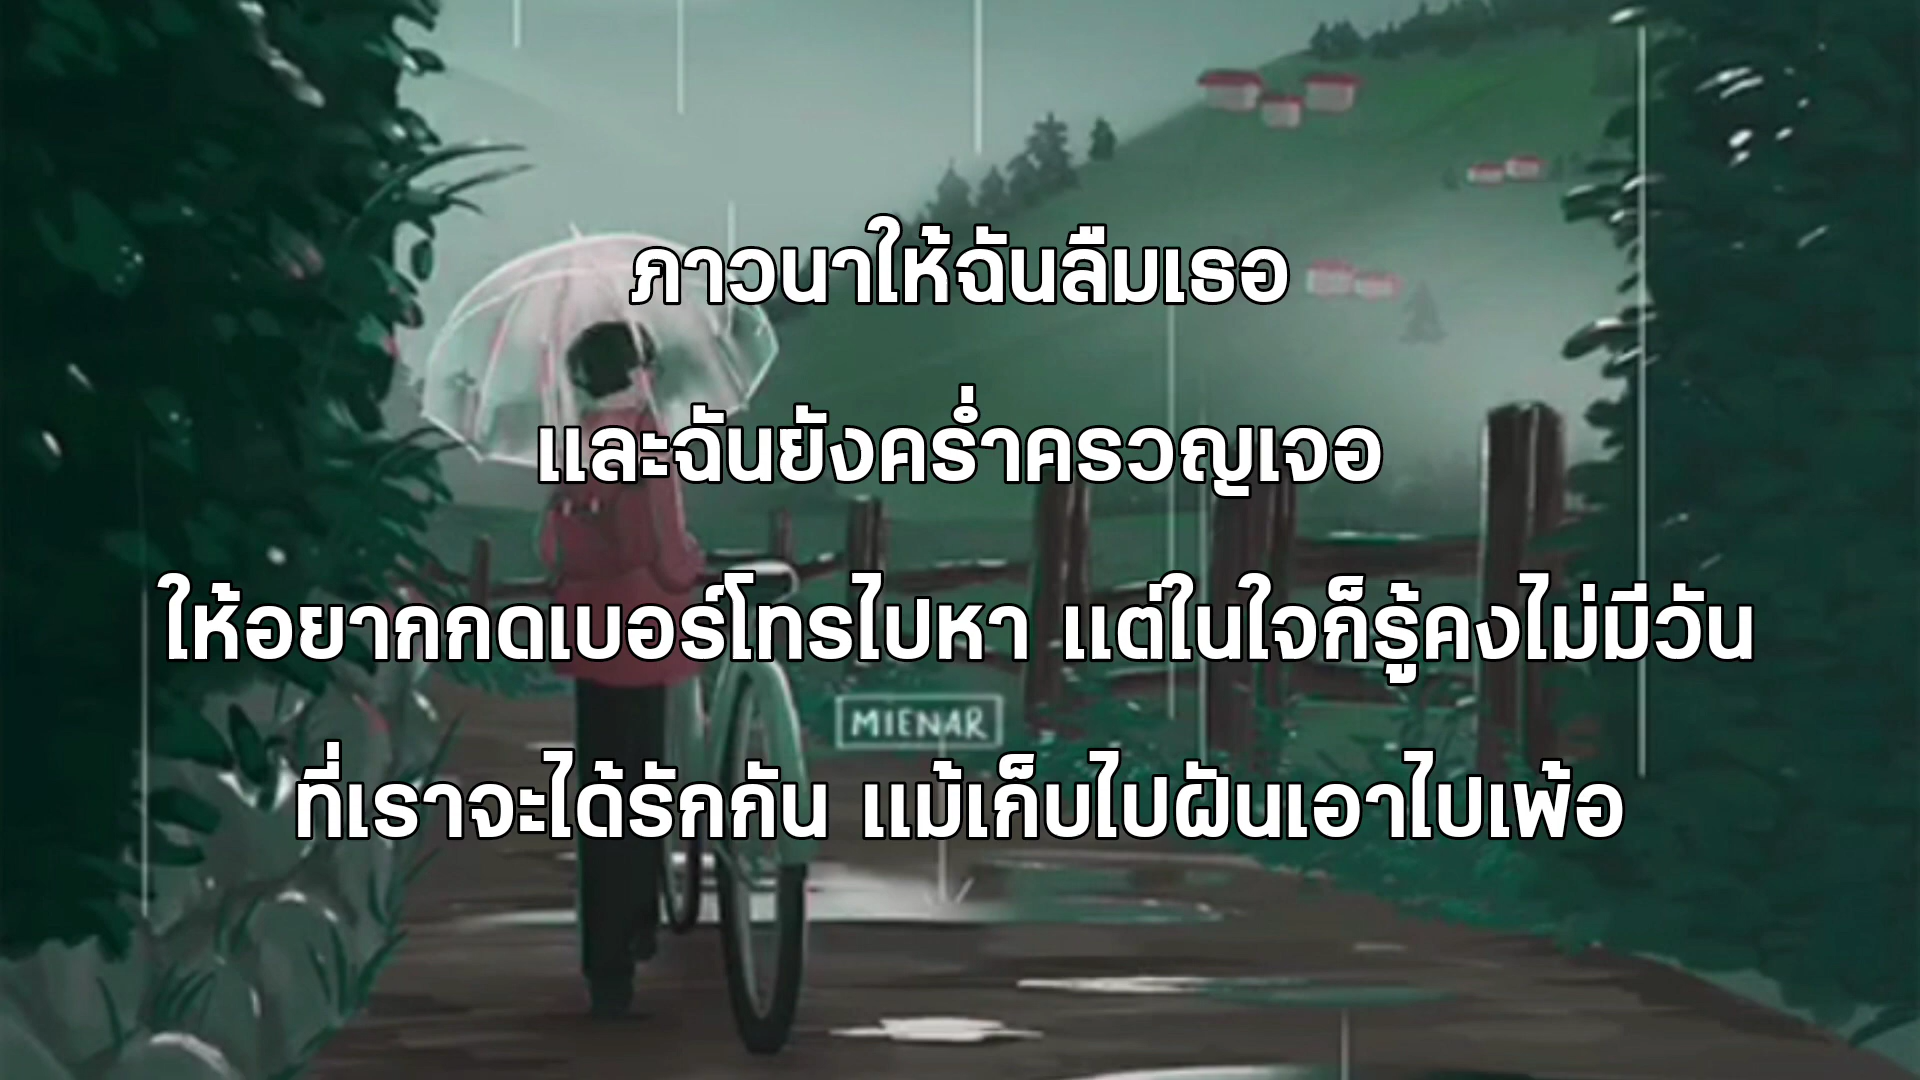 ภาวนาให้ฉันลืมเธอ
และฉันยังคร่ำครวญเจอ
ให้อยากกดเบอร์โทรไปหา แต่ในใจก็รู้คงไม่มีวัน
MIENAR
ที่เราจะได้รักกัน แม้เก็บไปฝันเอาไปเพ้อ